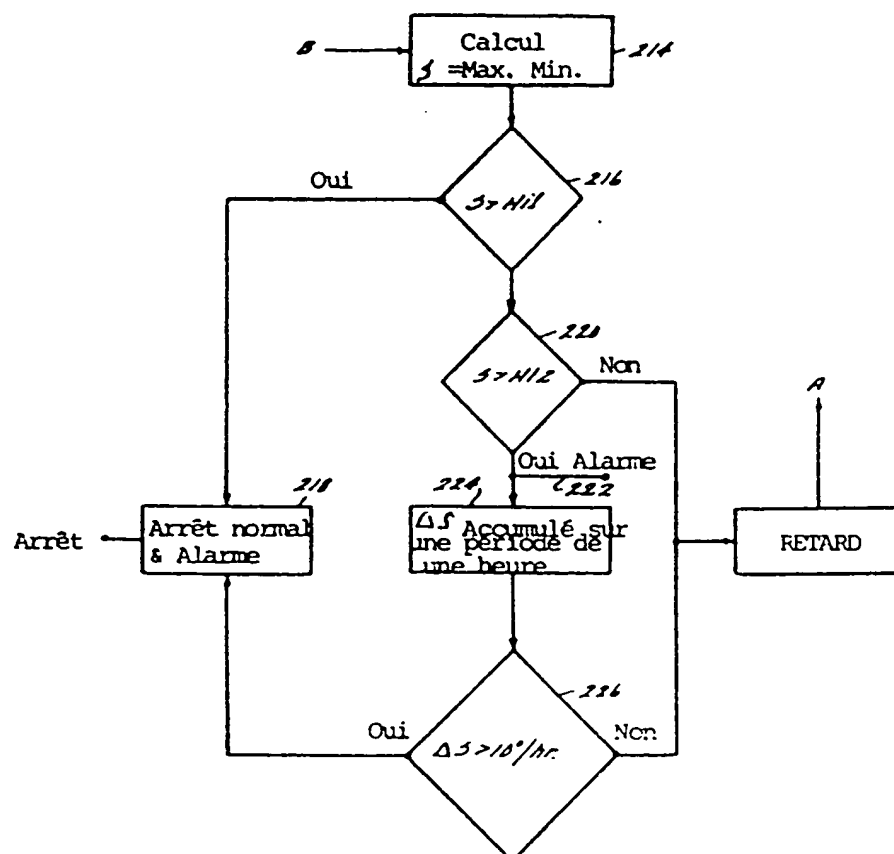 B
Calcul
S =Max. Min.
214
216
Oui
S > Hi1
220
S > Hi2
Non
A
Oui Alarme
222
224
218
Arrêt
Arrêt normal
& Alarme
ΔS Accumulé sur
une période de
une heure
RETARD
226
Oui
ΔS > 10°/hr.
Non